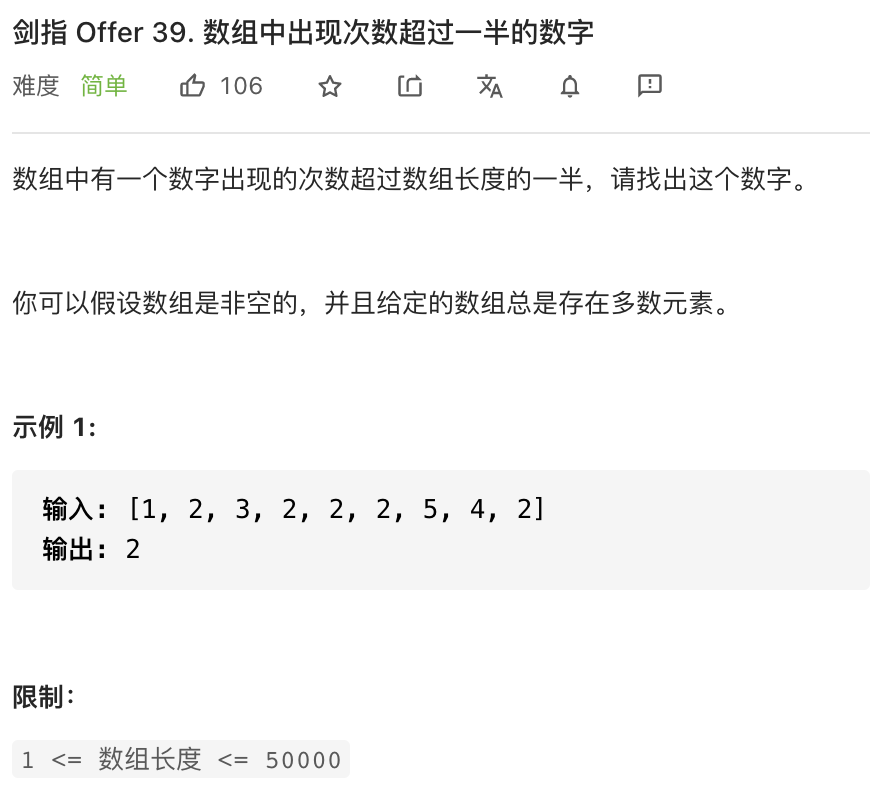 剑指 Offer 39. 数组中出现次数超过一半的数字
难度 简单 106
数组中有一个数字出现的次数超过数组长度的一半，请找出这个数字。
你可以假设数组是非空的，并且给定的数组总是存在多数元素。
示例 1:
输入: [1, 2, 3, 2, 2, 2, 5, 4, 2]
输出: 2
限制：
1 <= 数组长度 <= 50000